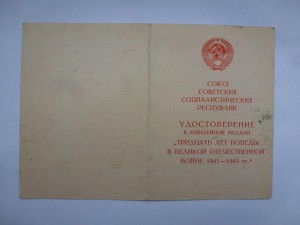 СОЮЗ
СОВЕТСКИХ
СОЦИАЛИСТИЧЕСКИХ
РЕСПУБЛИК
УДОСТОВЕРЕНИЕ
К ЮБИЛЕЙНОЙ МЕДАЛИ
„ТРИДЦАТЬ ЛЕТ ПОБЕДЫ
В ВЕЛИКОЙ ОТЕЧЕСТВЕННОЙ
ВОЙНЕ 1941—1945 гг.“